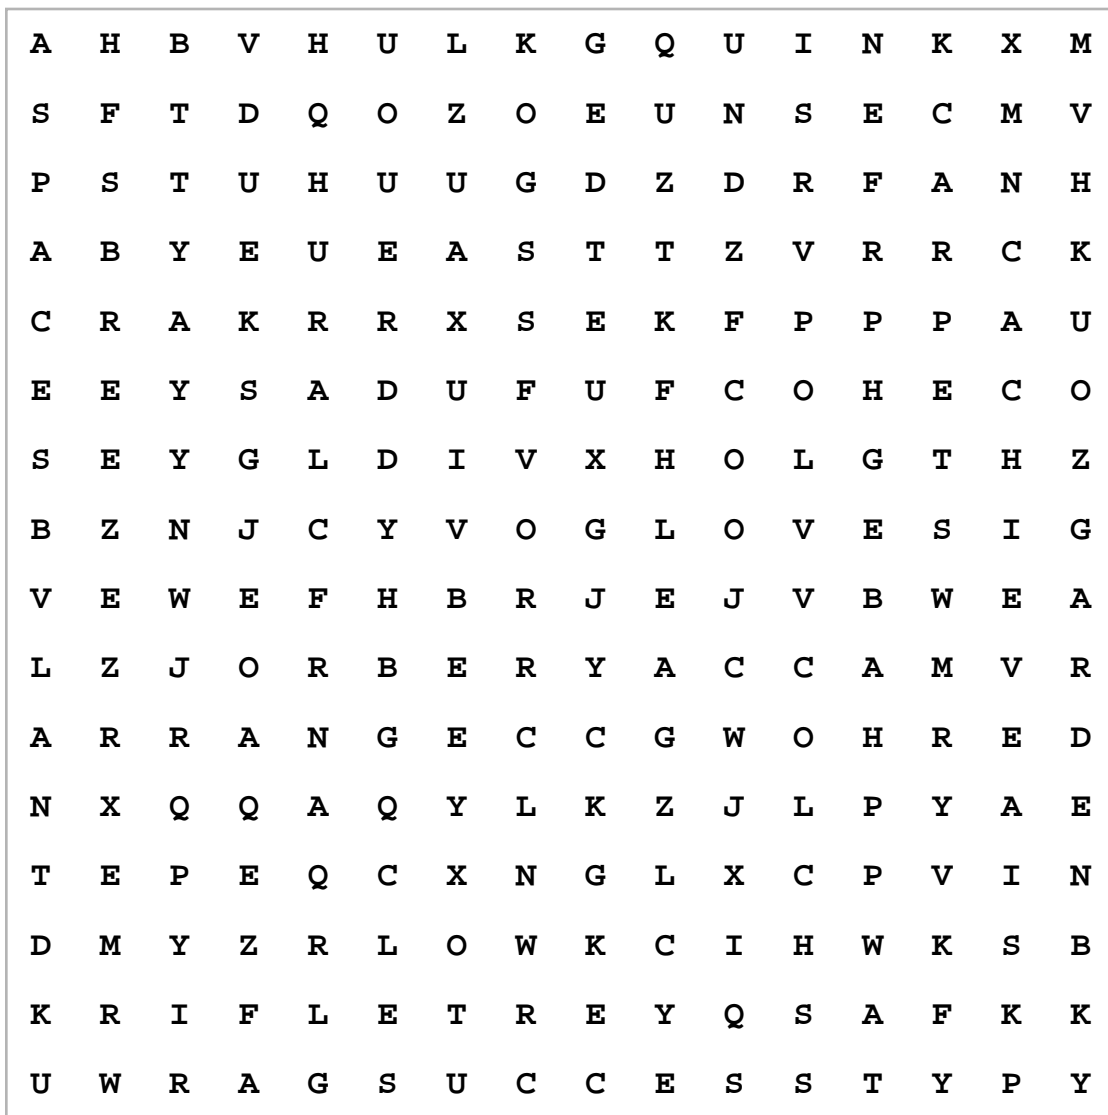 A H B V H U L K G Q U I N K X M
S F T D Q O Z O E U N S E C M V
P S T U H U U G D Z D R F A N H
A B Y E U E A S T T Z V R R C K
C R A K R R X S E K F P P P A U
E E Y S A D U F U F C O H E C O
S E Y G L D I V X H O L G T H Z
B Z N J C Y V O G L O V E S I G
V E W E F H B R J E J V B W E A
L Z J O R B E R Y A C C A M V R
A R R A N G E C C G W O H R E D
N X Q Q A Q Y L K Z J L P Y A E
T E P E Q C X N G L X C P V I N
D M Y Z R L O W K C I H W K S B
K R I F L E T R E Y Q S A F K K
U W R A G S U C C E S S T Y P Y